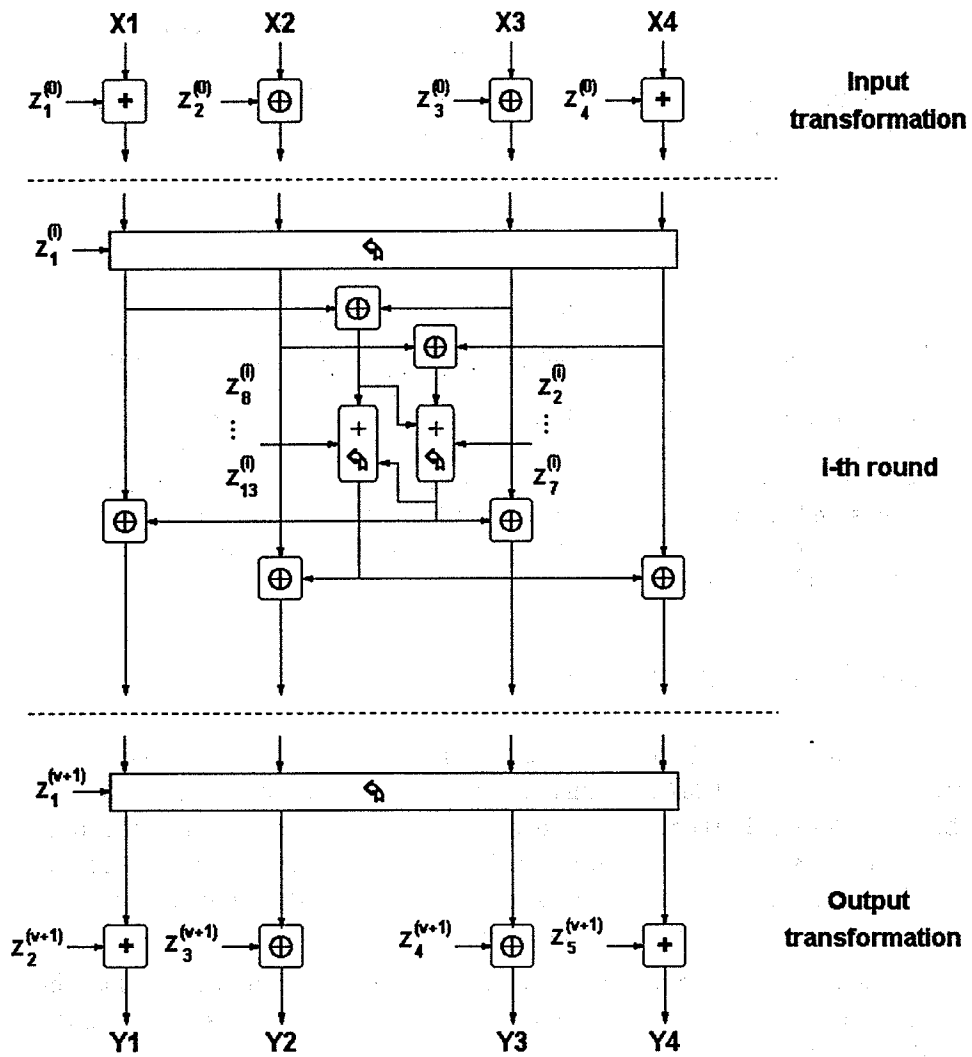 X1 X2 X3 X4
Z1^(0) + Z2^(0) ⊕ Z3^(0) ⊕ Z4^(0) +
Input
transformation
Z1^(i)
⊕
⊕
Z8^(i) Z2^(i)
⋮ + + ⋮
Z13^(i) Z7^(i)
i-th round
⊕ ⊕
⊕ ⊕
Z1^(v+1)
Output
transformation
Z2^(v+1) + Z3^(v+1) ⊕ Z4^(v+1) ⊕ Z5^(v+1) +
Y1 Y2 Y3 Y4